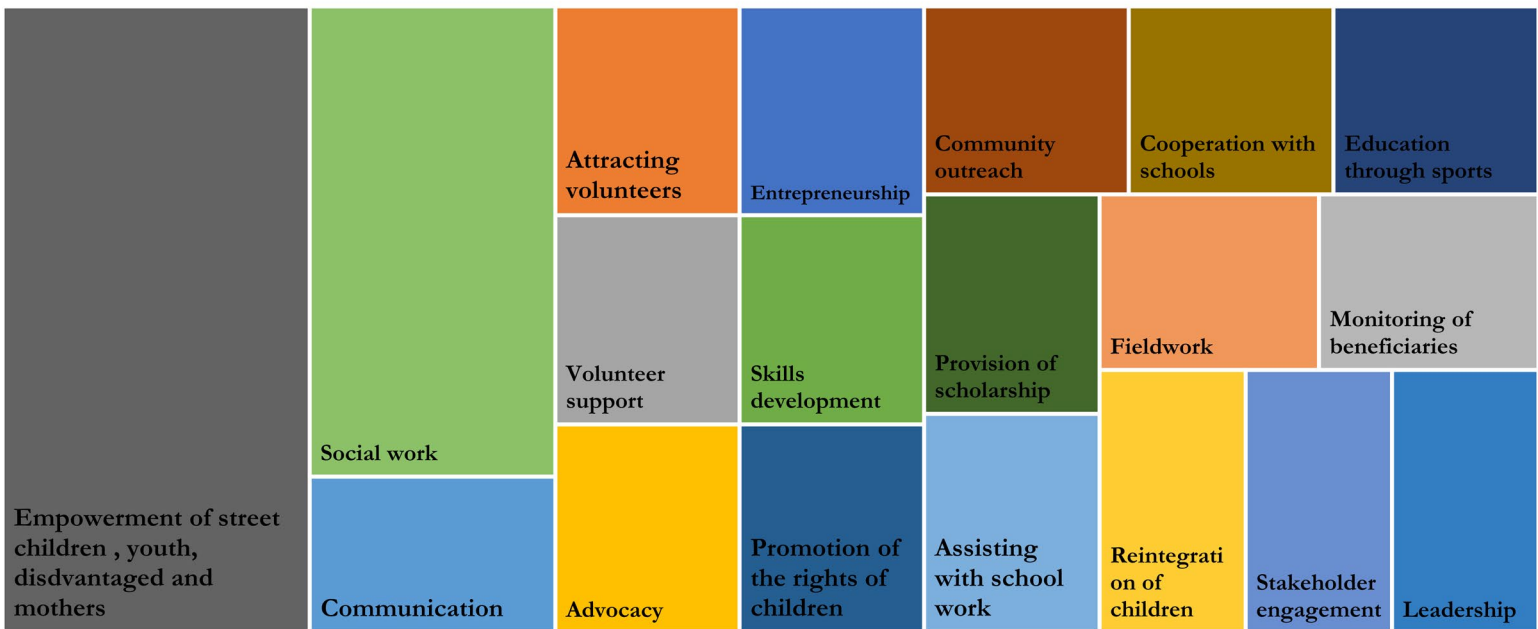 Empowerment of street
children , youth,
disdvantaged and
mothers
Social work
Communication
Attracting
volunteers
Volunteer
support
Advocacy
Entrepreneurship
Skills
development
Promotion of
the rights of
children
Community
outreach
Cooperation with
schools
Education
through sports
Provision of
scholarship
Assisting
with school
work
Fieldwork
Monitoring of
beneficiaries
Reintegrati
on of
children
Stakeholder
engagement
Leadership